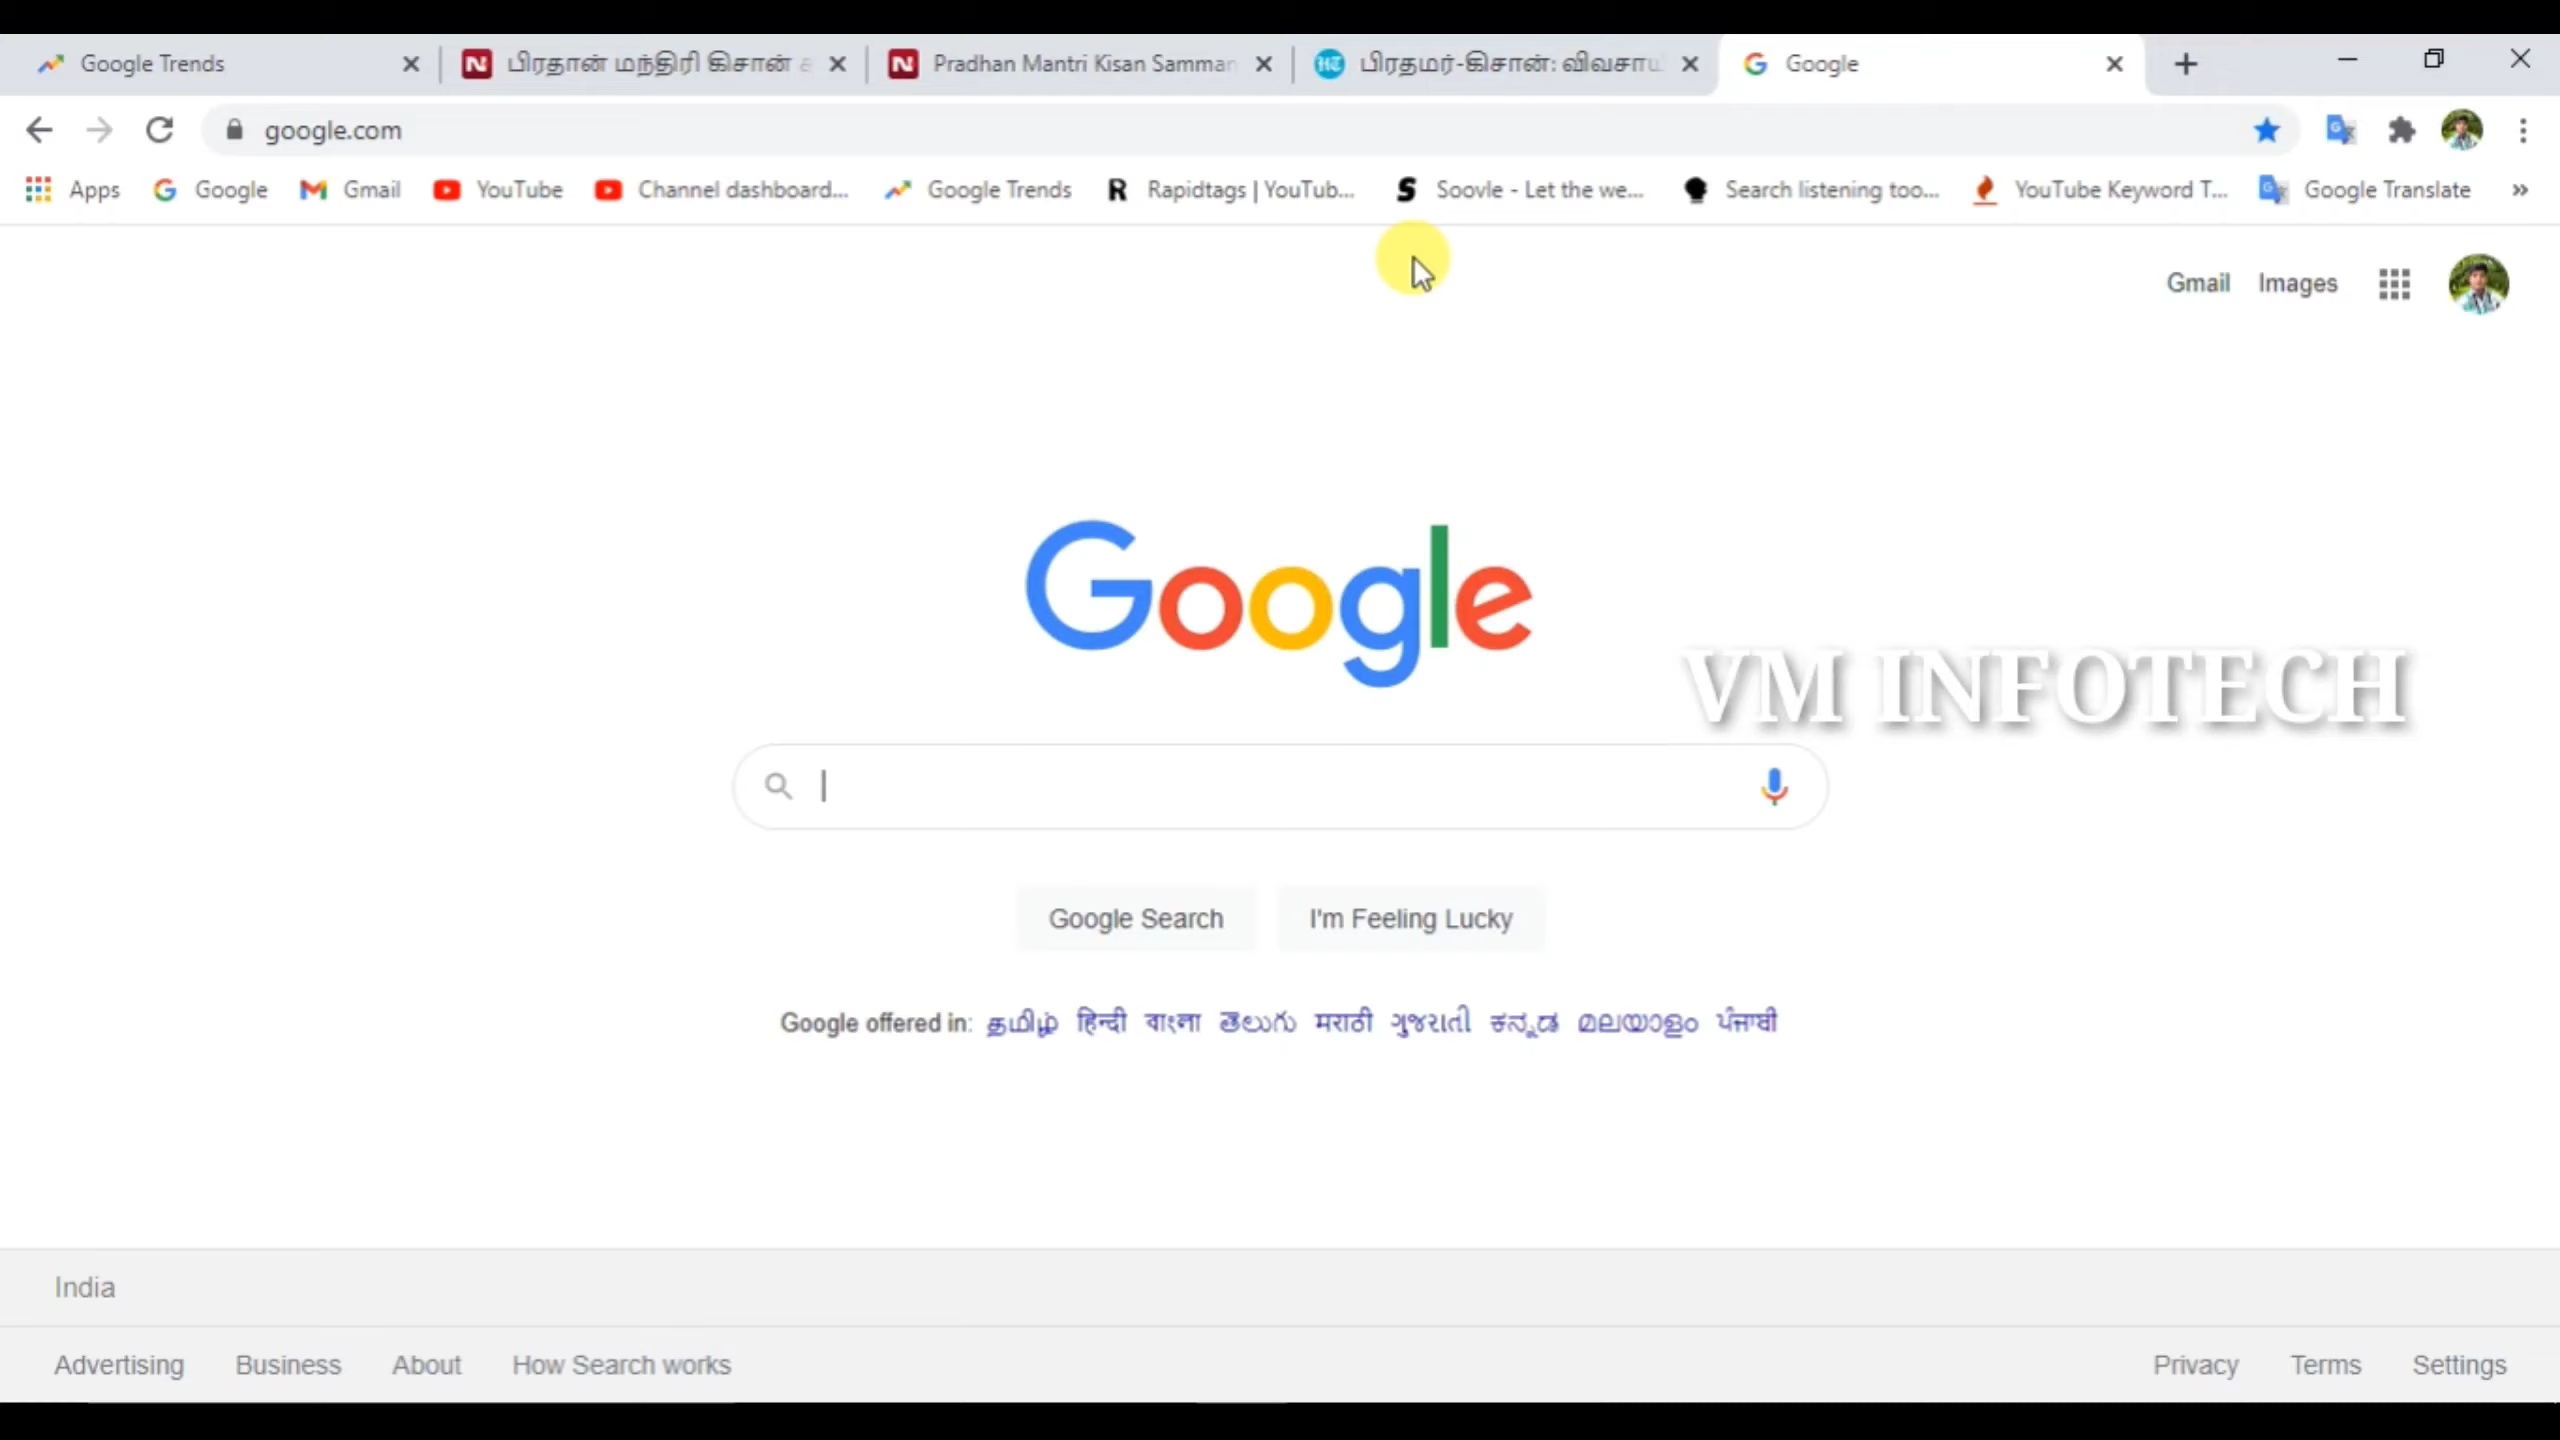 Google Trends பிரதான் மந்திரி கிசான் Pradhan Mantri Kisan Samman பிரதமர்-கிசான்: விவசாய Google
google.com
Apps Google Gmail YouTube Channel dashboard... Google Trends Rapidtags | YouTub... Soovle - Let the we... Search listening too... YouTube Keyword T... Google Translate »
Gmail Images
Google
VM INFOTECH
Google Search I'm Feeling Lucky
Google offered in: தமிழ் हिन्दी বাংলা తెలుగు मराठी ગુજરાતી ಕನ್ನಡ മലയാളം ਪੰਜਾਬੀ
India
Advertising Business About How Search works Privacy Terms Settings